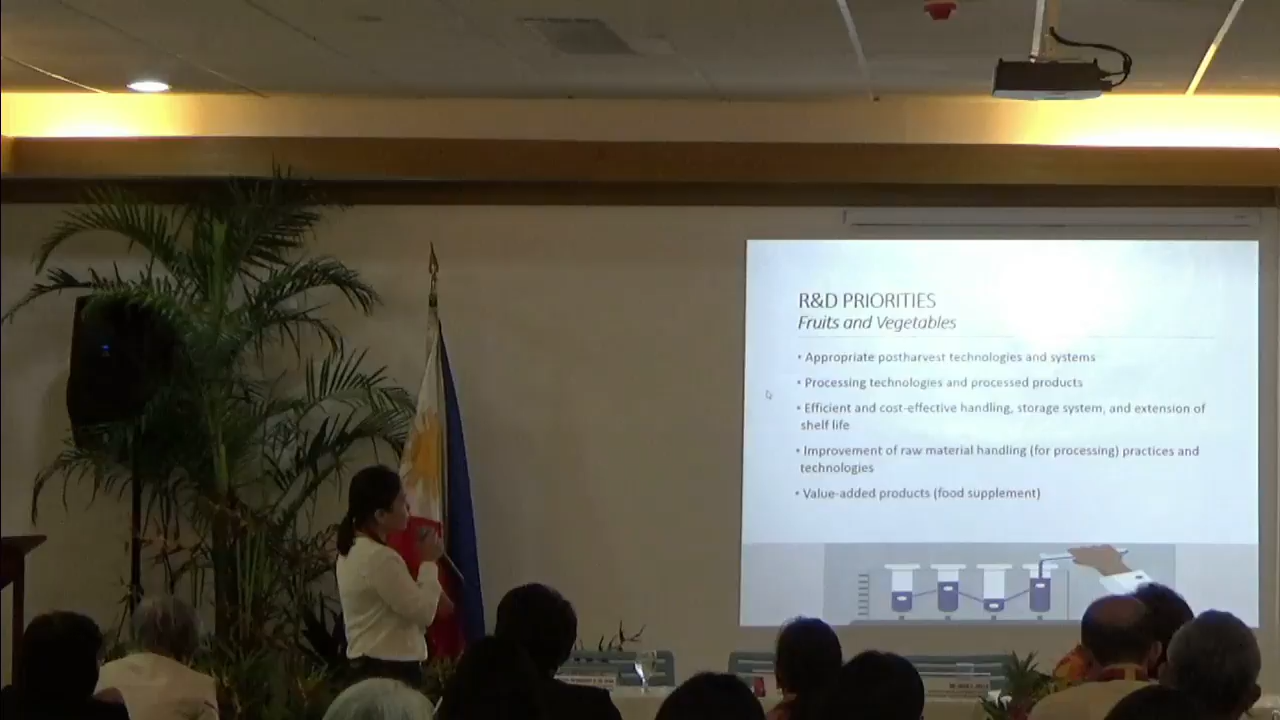 R&D PRIORITIES
Fruits and Vegetables
• Appropriate postharvest technologies and systems
• Processing technologies and processed products
• Efficient and cost-effective handling, storage system, and extension of
shelf life
• Improvement of raw material handling (for processing) practices and
technologies
• Value-added products (food supplement)